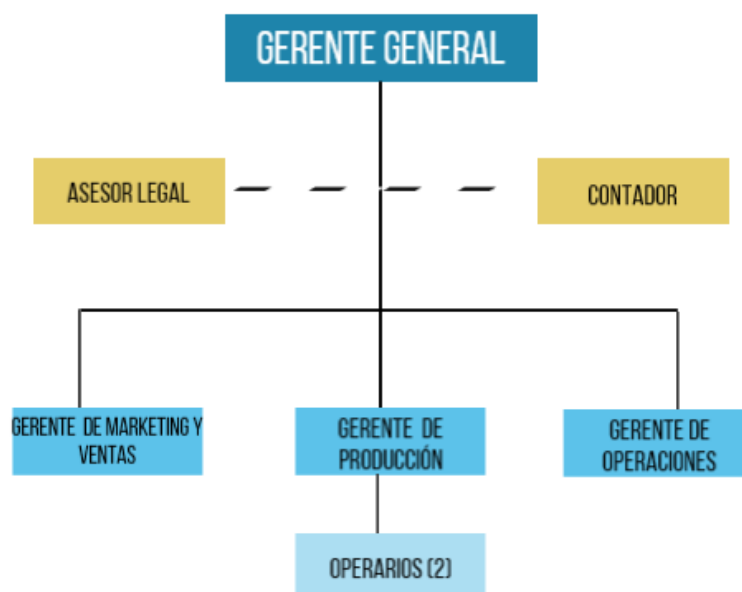 GERENTE GENERAL
ASESOR LEGAL
CONTADOR
GERENTE DE MARKETING Y
VENTAS
GERENTE DE
PRODUCCIÓN
GERENTE DE
OPERACIONES
OPERARIOS (2)